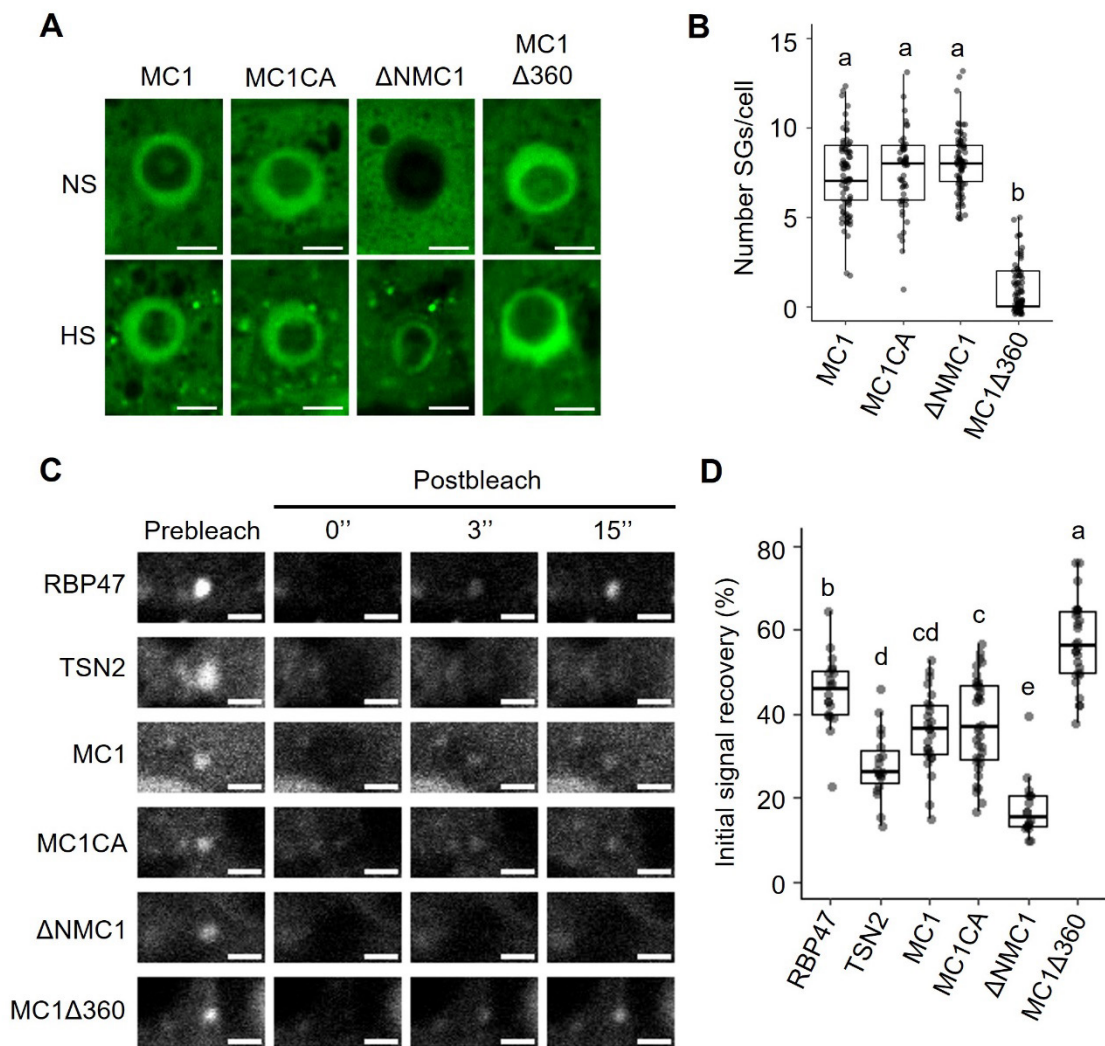 A
MC1
MC1CA
ΔNMC1
MC1
Δ360
NS
HS
B
Number SGs/cell
15
10
5
0
a
a
a
b
MC1
MC1CA
ΔNMC1
MC1Δ360
C
Postbleach
Prebleach
0’’
3’’
15’’
RBP47
TSN2
MC1
MC1CA
ΔNMC1
MC1Δ360
D
Initial signal recovery (%)
80
60
40
20
0
b
d
cd
c
e
a
RBP47
TSN2
MC1
MC1CA
ΔNMC1
MC1Δ360